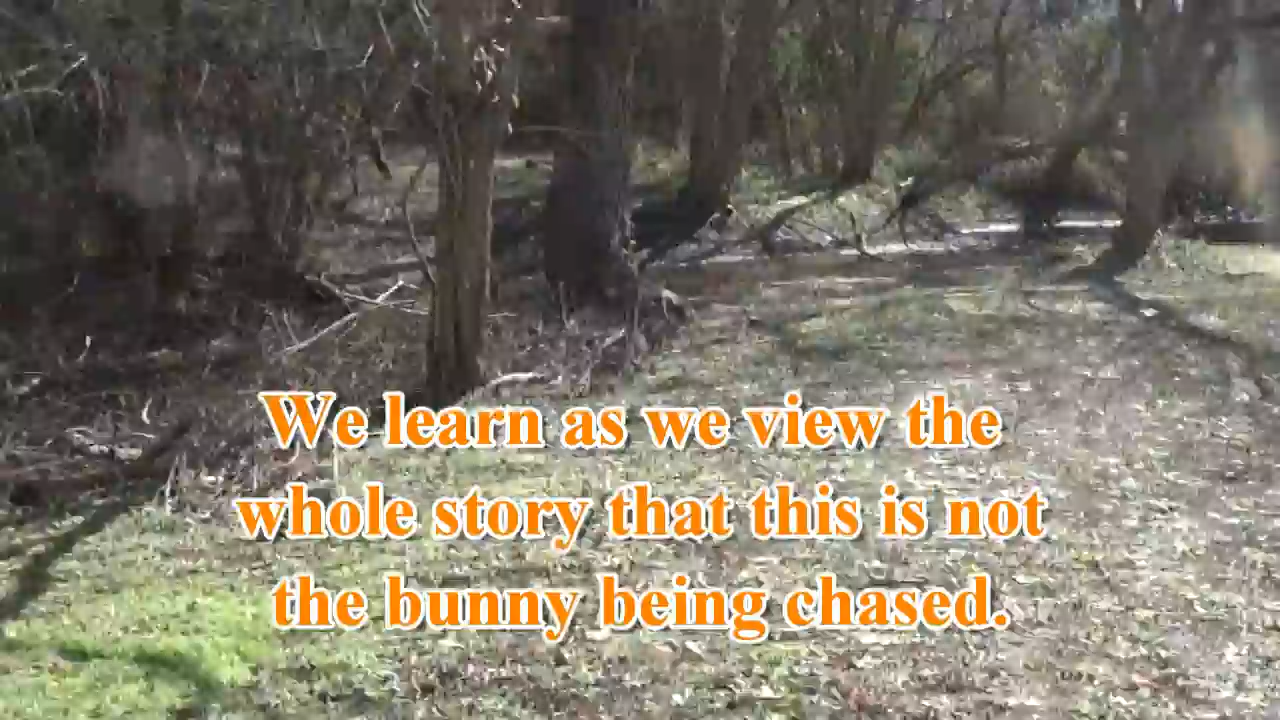 We learn as we view the
whole story that this is not
the bunny being chased.